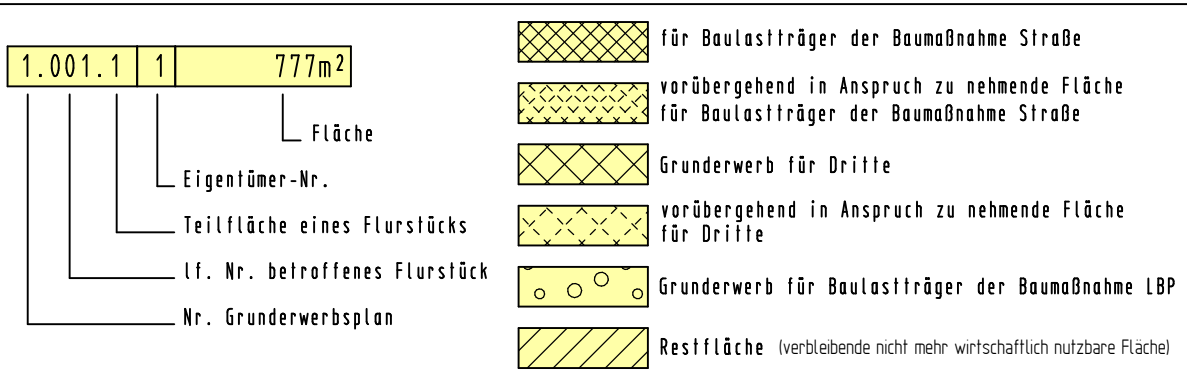 1.001.1 1 777m²
Fläche
Eigentümer-Nr.
Teilfläche eines Flurstücks
lf. Nr. betroffenes Flurstück
Nr. Grunderwerbsplan
für Baulastträger der Baumaßnahme Straße
vorübergehend in Anspruch zu nehmende Fläche
für Baulastträger der Baumaßnahme Straße
Grunderwerb für Dritte
vorübergehend in Anspruch zu nehmende Fläche
für Dritte
Grunderwerb für Baulastträger der Baumaßnahme LBP
Restfläche (verbleibende nicht mehr wirtschaftlich nutzbare Fläche)